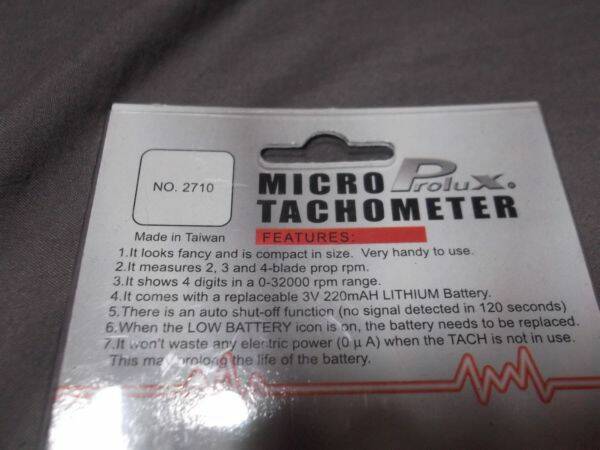 NO. 2710
MICRO Prolux
TACHOMETER
Made in Taiwan
FEATURES:
1.It looks fancy and is compact in size. Very handy to use.
2.It measures 2, 3 and 4-blade prop rpm.
3.It shows 4 digits in a 0-32000 rpm range.
4.It comes with a replaceable 3V 220mAH LITHIUM Battery.
5.There is an auto shut-off function (no signal detected in 120 seconds)
6.When the LOW BATTERY icon is on, the battery needs to be replaced.
7.It won't waste any electric power (0 μA) when the TACH is not in use.
This may prolong the life of the battery.